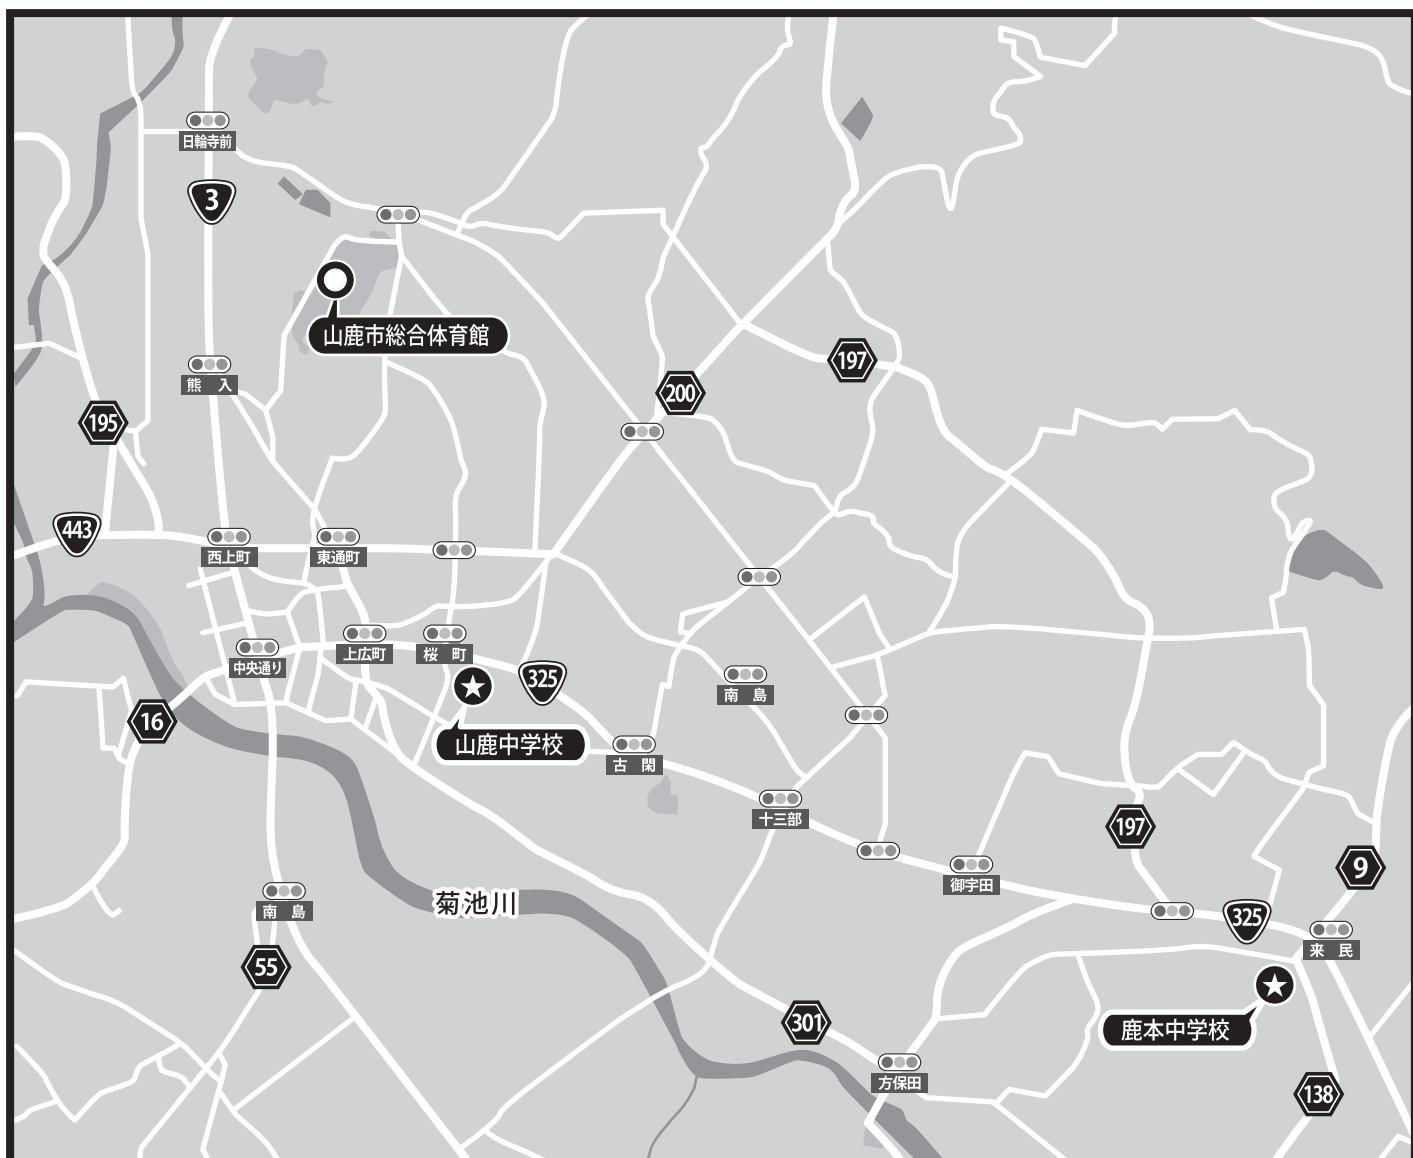 日輪寺前
3
山鹿市総合体育館
197
熊 入
200
195
443
西上町
東通町
上広町
桜 町
中央通り
325
南 島
16
山鹿中学校
古 閑
十三部
197
御宇田
9
菊池川
南 島
325
来 民
55
301
鹿本中学校
方保田
138